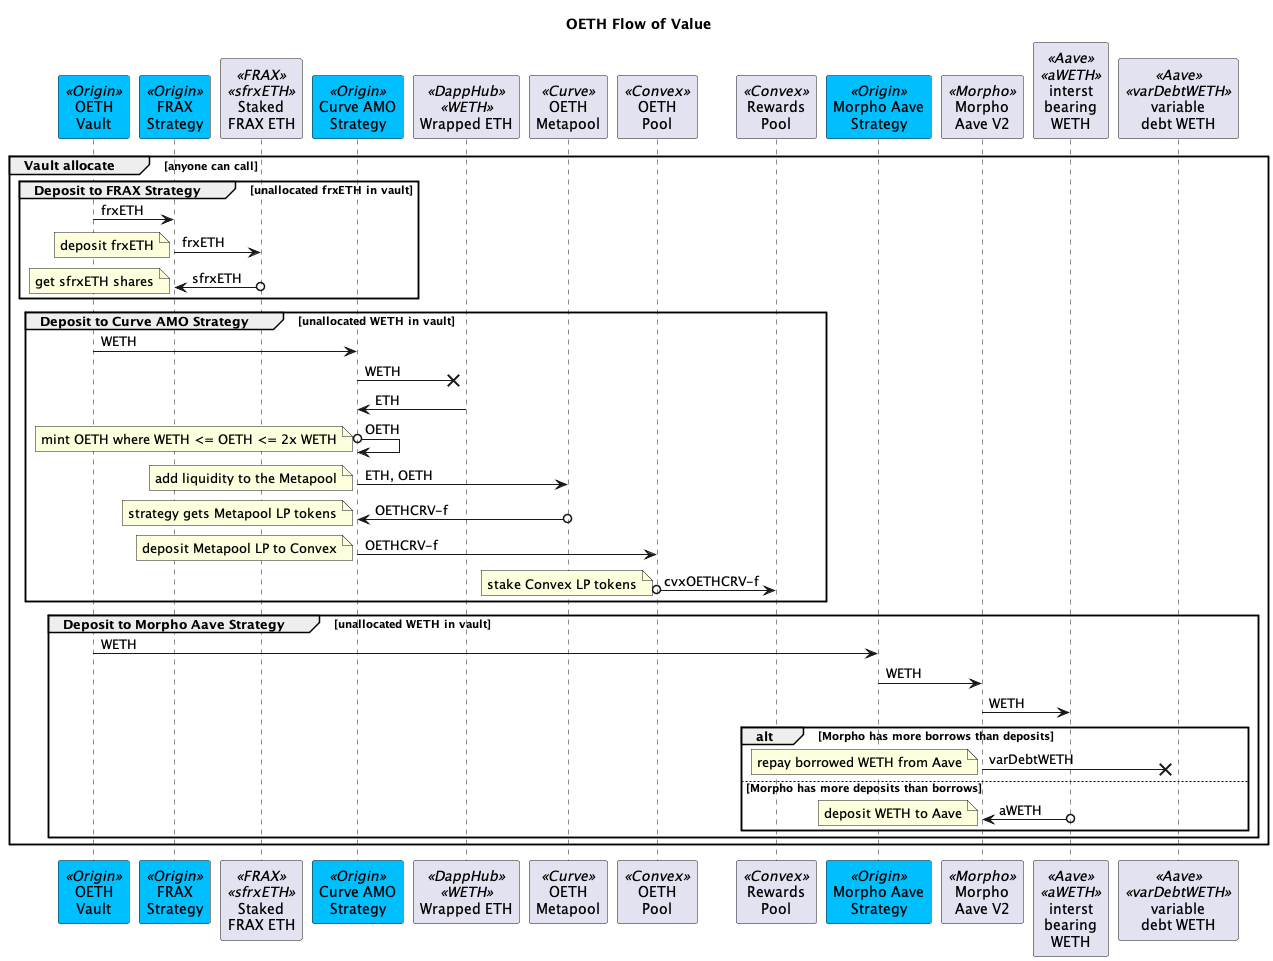 OETH Flow of Value
«Origin»
OETH
Vault
«Origin»
FRAX
Strategy
«FRAX»
«sfrxETH»
Staked
FRAX ETH
«Origin»
Curve AMO
Strategy
«DappHub»
«WETH»
Wrapped ETH
«Curve»
OETH
Metapool
«Convex»
OETH
Pool
«Convex»
Rewards
Pool
«Origin»
Morpho Aave
Strategy
«Morpho»
Morpho
Aave V2
«Aave»
«aWETH»
interst
bearing
WETH
«Aave»
«varDebtWETH»
variable
debt WETH
Vault allocate [anyone can call]
Deposit to FRAX Strategy [unallocated frxETH in vault]
frxETH
deposit frxETH frxETH
get sfrxETH shares sfrxETH
Deposit to Curve AMO Strategy [unallocated WETH in vault]
WETH
WETH
ETH
mint OETH where WETH <= OETH <= 2x WETH OETH
add liquidity to the Metapool ETH, OETH
strategy gets Metapool LP tokens OETHCRV-f
deposit Metapool LP to Convex OETHCRV-f
stake Convex LP tokens cvxOETHCRV-f
Deposit to Morpho Aave Strategy [unallocated WETH in vault]
WETH
WETH
WETH
alt [Morpho has more borrows than deposits]
repay borrowed WETH from Aave varDebtWETH
[Morpho has more deposits than borrows]
deposit WETH to Aave aWETH
«Origin»
OETH
Vault
«Origin»
FRAX
Strategy
«FRAX»
«sfrxETH»
Staked
FRAX ETH
«Origin»
Curve AMO
Strategy
«DappHub»
«WETH»
Wrapped ETH
«Curve»
OETH
Metapool
«Convex»
OETH
Pool
«Convex»
Rewards
Pool
«Origin»
Morpho Aave
Strategy
«Morpho»
Morpho
Aave V2
«Aave»
«aWETH»
interst
bearing
WETH
«Aave»
«varDebtWETH»
variable
debt WETH